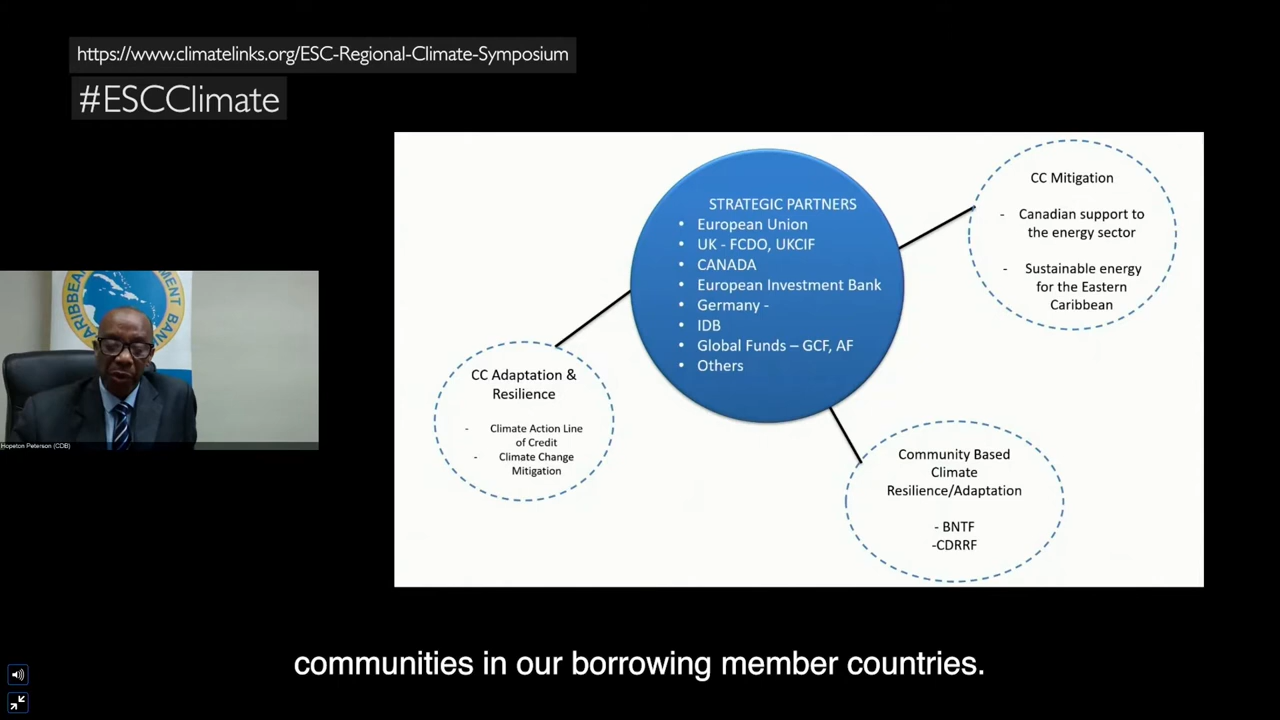 https://www.climatelinks.org/ESC-Regional-Climate-Symposium
#ESCClimate
STRATEGIC PARTNERS
• European Union
• UK - FCDO, UKCIF
• CANADA
• European Investment Bank
• Germany -
• IDB
• Global Funds – GCF, AF
• Others
CC Mitigation
- Canadian support to
the energy sector
- Sustainable energy
for the Eastern
Caribbean
CC Adaptation &
Resilience
- Climate Action Line
of Credit
- Climate Change
Mitigation
Community Based
Climate
Resilience/Adaptation
- BNTF
-CDRRF
Hopeton Peterson (CDB)
communities in our borrowing member countries.